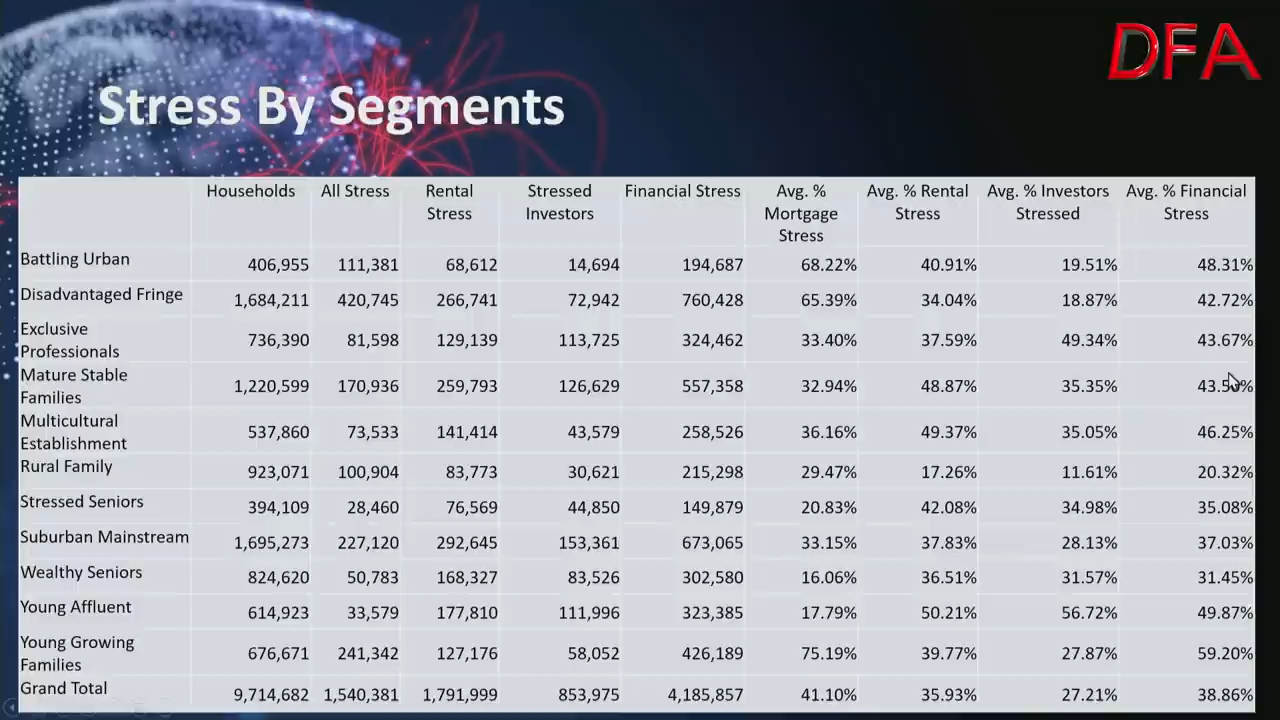 DFA
Stress By Segments
Households All Stress Rental Stress Stressed Investors Financial Stress Avg. % Mortgage Stress Avg. % Rental Stress Avg. % Investors Stressed Avg. % Financial Stress
Battling Urban 406,955 111,381 68,612 14,694 194,687 68.22% 40.91% 19.51% 48.31%
Disadvantaged Fringe 1,684,211 420,745 266,741 72,942 760,428 65.39% 34.04% 18.87% 42.72%
Exclusive Professionals 736,390 81,598 129,139 113,725 324,462 33.40% 37.59% 49.34% 43.67%
Mature Stable Families 1,220,599 170,936 259,793 126,629 557,358 32.94% 48.87% 35.35%
Multicultural Establishment 537,860 73,533 141,414 43,579 258,526 36.16% 49.37% 35.05% 46.25%
Rural Family 923,071 100,904 83,773 30,621 215,298 29.47% 17.26% 11.61% 20.32%
Stressed Seniors 394,109 28,460 76,569 44,850 149,879 20.83% 42.08% 34.98% 35.08%
Suburban Mainstream 1,695,273 227,120 292,645 153,361 673,065 33.15% 37.83% 28.13% 37.03%
Wealthy Seniors 824,620 50,783 168,327 83,526 302,580 16.06% 36.51% 31.57% 31.45%
Young Affluent 614,923 33,579 177,810 111,996 323,385 17.79% 50.21% 56.72% 49.87%
Young Growing Families 676,671 241,342 127,176 58,052 426,189 75.19% 39.77% 27.87% 59.20%
Grand Total 9,714,682 1,540,381 1,791,999 853,975 4,185,857 41.10% 35.93% 27.21% 38.86%